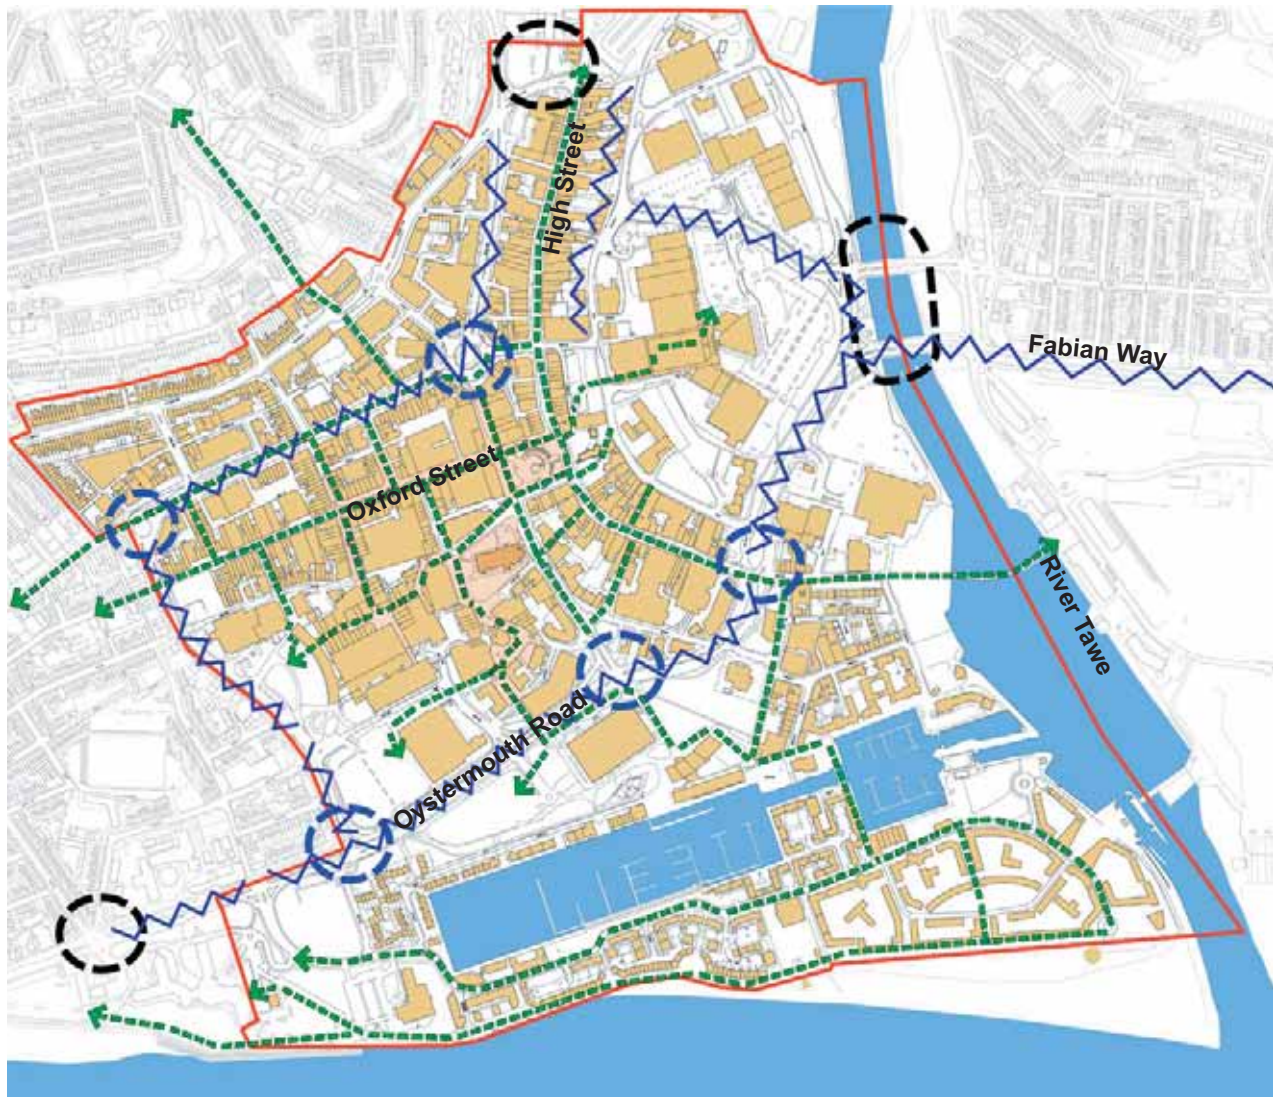 High Street
Fabian Way
Oxford Street
River Tawe
Oystermouth Road